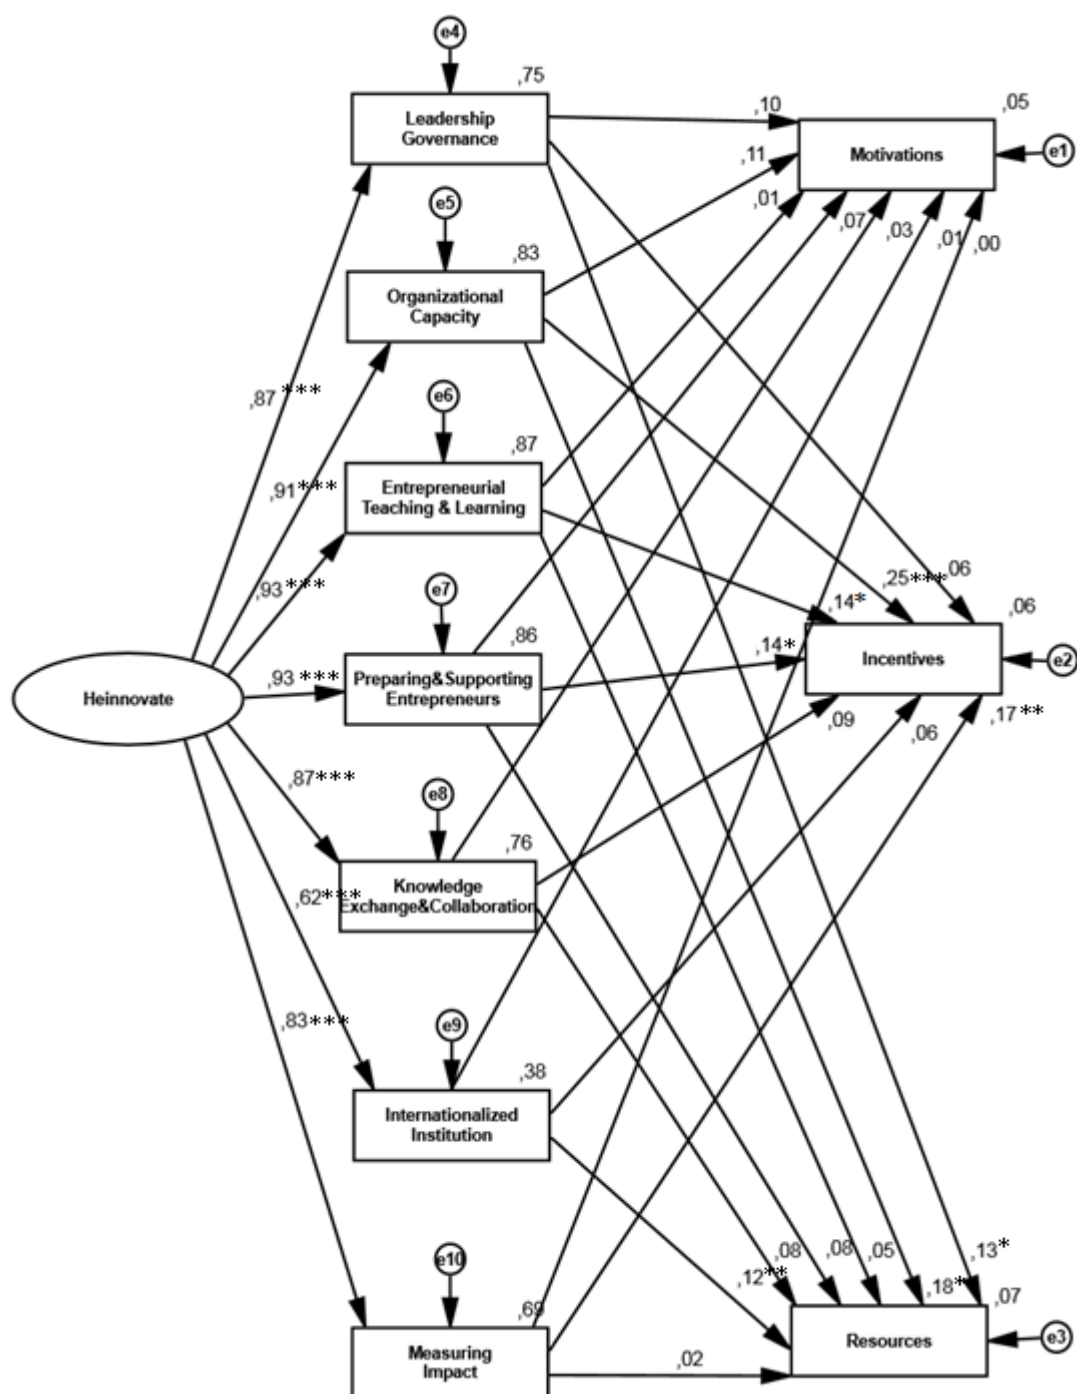 e4
,75
Leadership
Governance
,10
,05
Motivations
e1
,11
,01
,07
,03
,01
,00
e5
,83
Organizational
Capacity
,87***
e6
,87
Entrepreneurial
Teaching & Learning
,91***
,93***
e7
,86
Preparing&Supporting
Entrepreneurs
,93***
Heinnovate
,25***
,06
,14*
,06
,14*
Incentives
e2
,09
,06
,17**
,87***
e8
,76
Knowledge
Exchange&Collaboration
,62***
,83***
e9
,38
Internationalized
Institution
e10
,69
Measuring
Impact
,02
,12**
,08
,08
,05
,18*
,13*
,07
Resources
e3